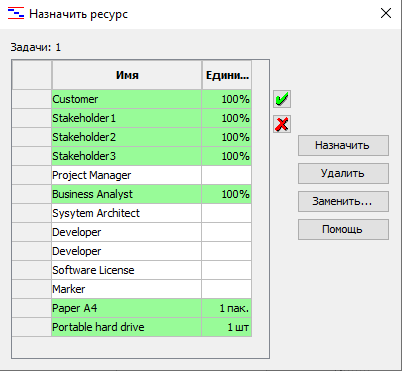 Назначить ресурс
Задачи: 1
Имя Едини...
Customer 100%
Stakeholder1 100%
Stakeholder2 100%
Stakeholder3 100%
Project Manager
Business Analyst 100%
Sysytem Architect
Developer
Developer
Software License
Marker
Paper A4 1 пак.
Portable hard drive 1 шт
Назначить
Удалить
Заменить...
Помощь